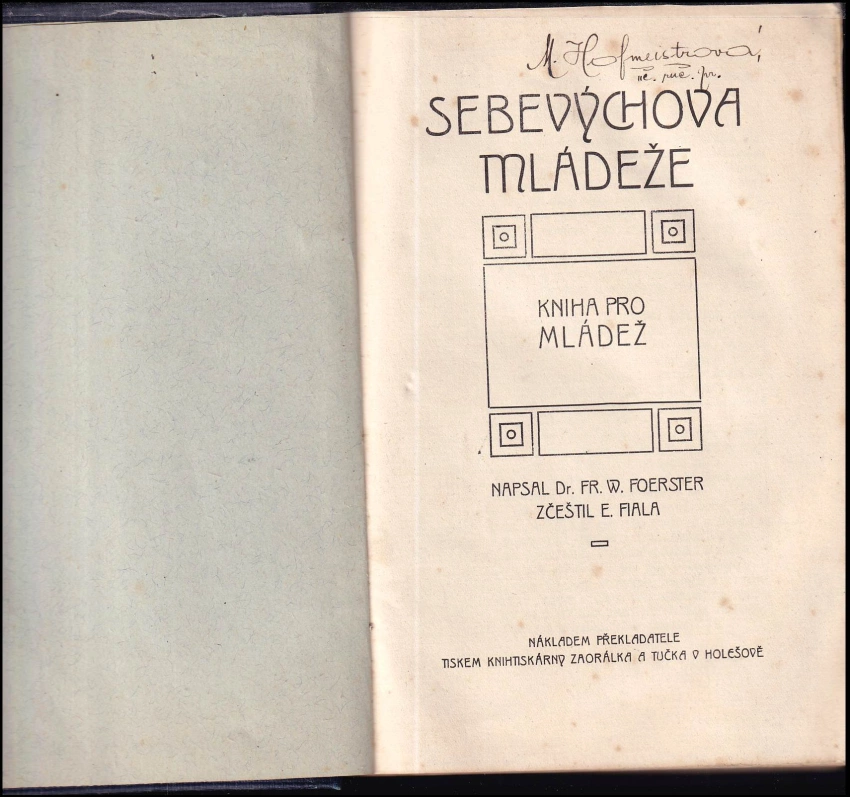 M. Hofmeistrová,
SEBEVÝCHOVA
MLÁDEŽE
KNIHA PRO
MLÁDEŽ
NAPSAL Dr. FR. W. FOERSTER
ZČEŠTIL E. FIALA
NÁKLADEM PŘEKLADATELE
TISKEM KNIHTISKÁRNY ZAORÁLKA A TUČKA V HOLEŠOVĚ